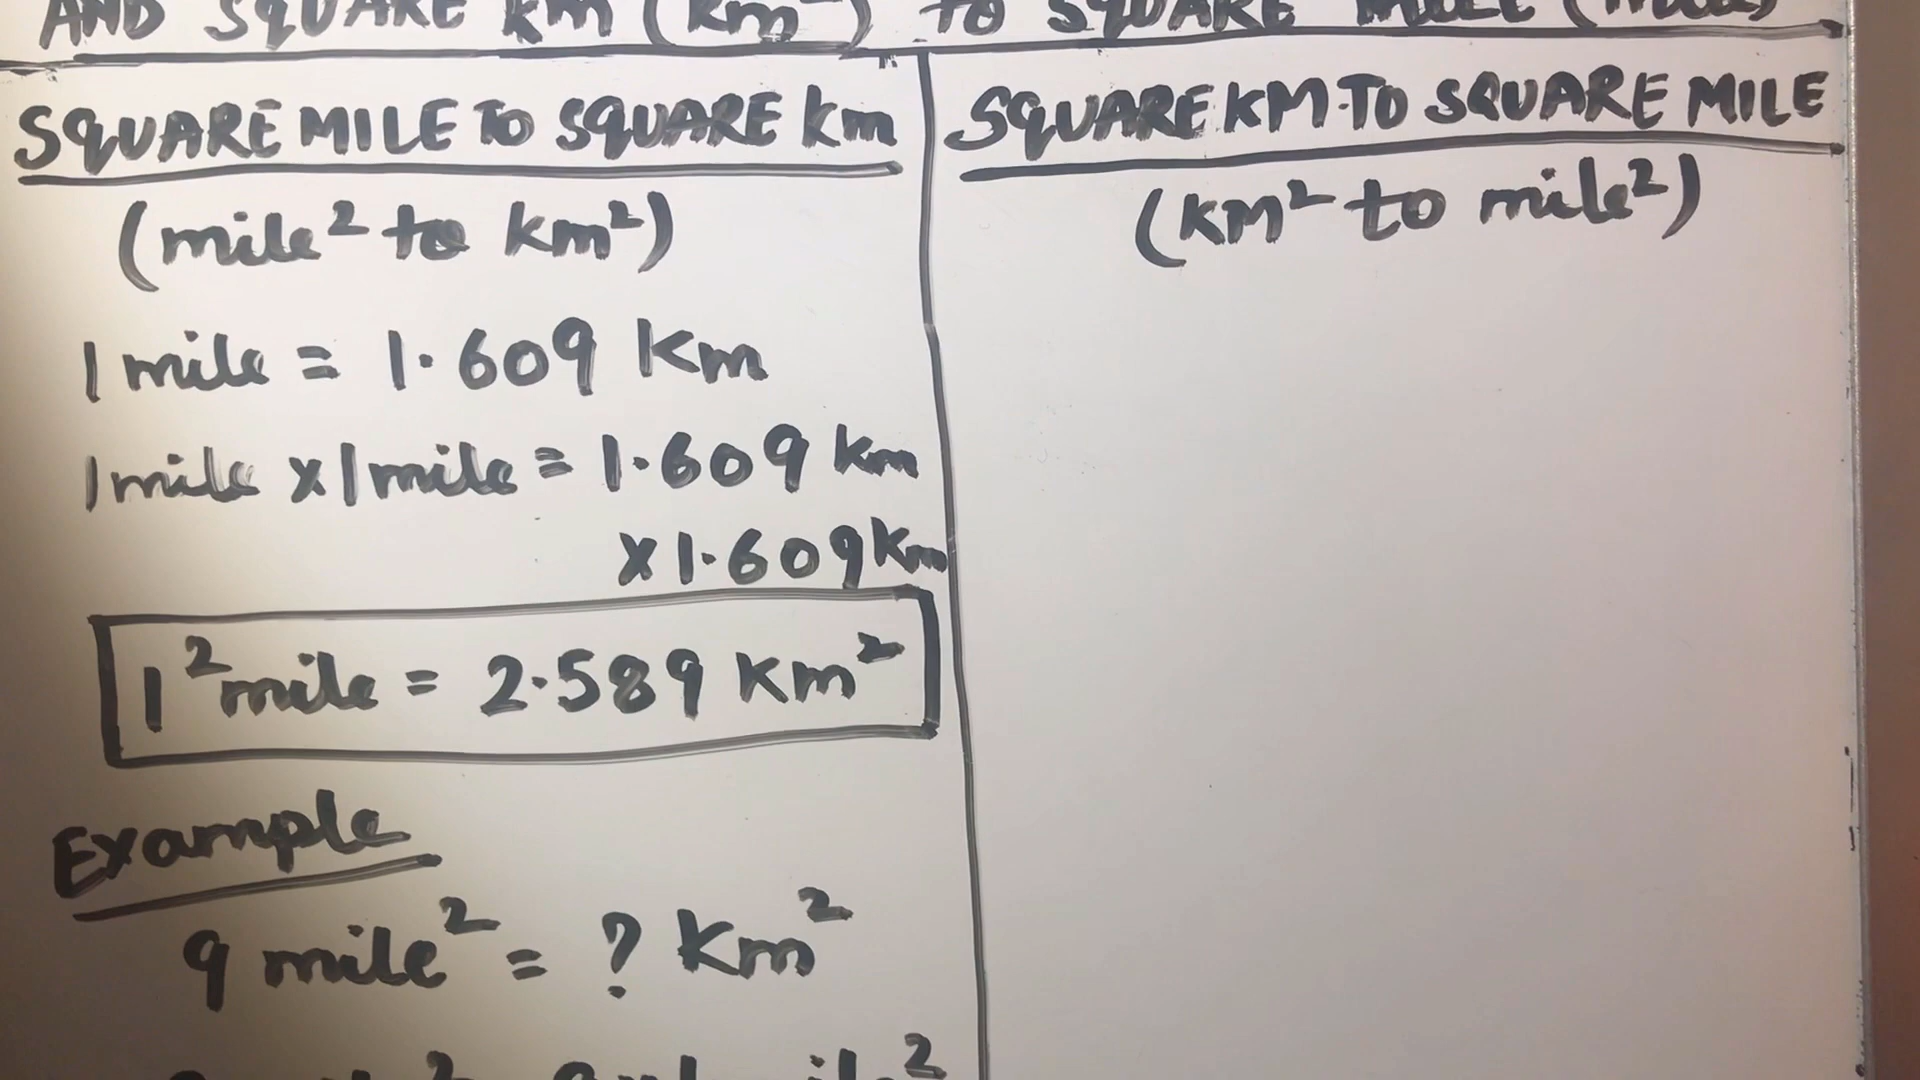 AND SQUARE km (km²) to SQUARE MILE (mile)
SQUARE MILE TO SQUARE km
(mile² to km²)
1 mile = 1.609 Km
1 mile x 1 mile = 1.609 km
x 1.609 Km
1² mile = 2.589 Km²
Example
9 mile² = ? Km²
SQUARE KM TO SQUARE MILE
(KM² to mile²)